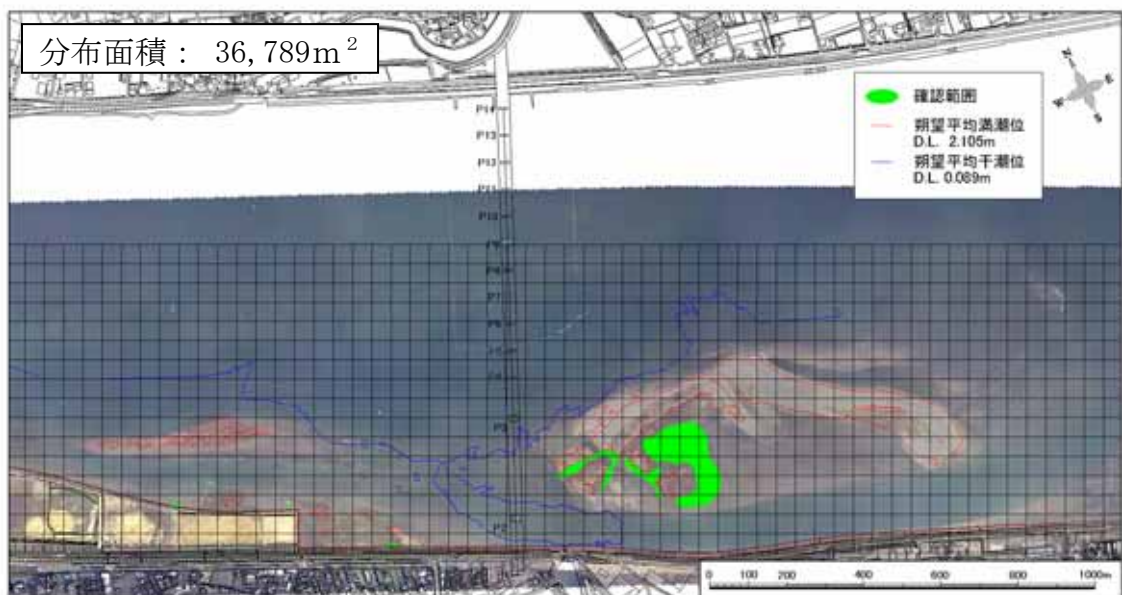 分布面積： 36,789m²
N
E
W
S
確認範囲
朔望平均満潮位
D.L. 2.105m
朔望平均干潮位
D.L. 0.089m
P14
P13
P12
P11
P10
P9
P8
P7
P6
P5
P4
P3
P2
0 100 200 400 600 800 1000m